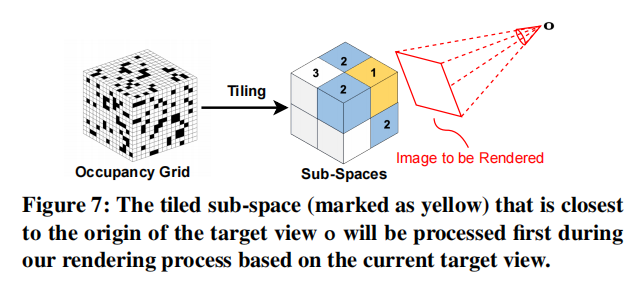 o
2
3
1
2
Tiling
2
Image to be Rendered
Occupancy Grid
Sub-Spaces
Figure 7: The tiled sub-space (marked as yellow) that is closest
to the origin of the target view o will be processed first during
our rendering process based on the current target view.